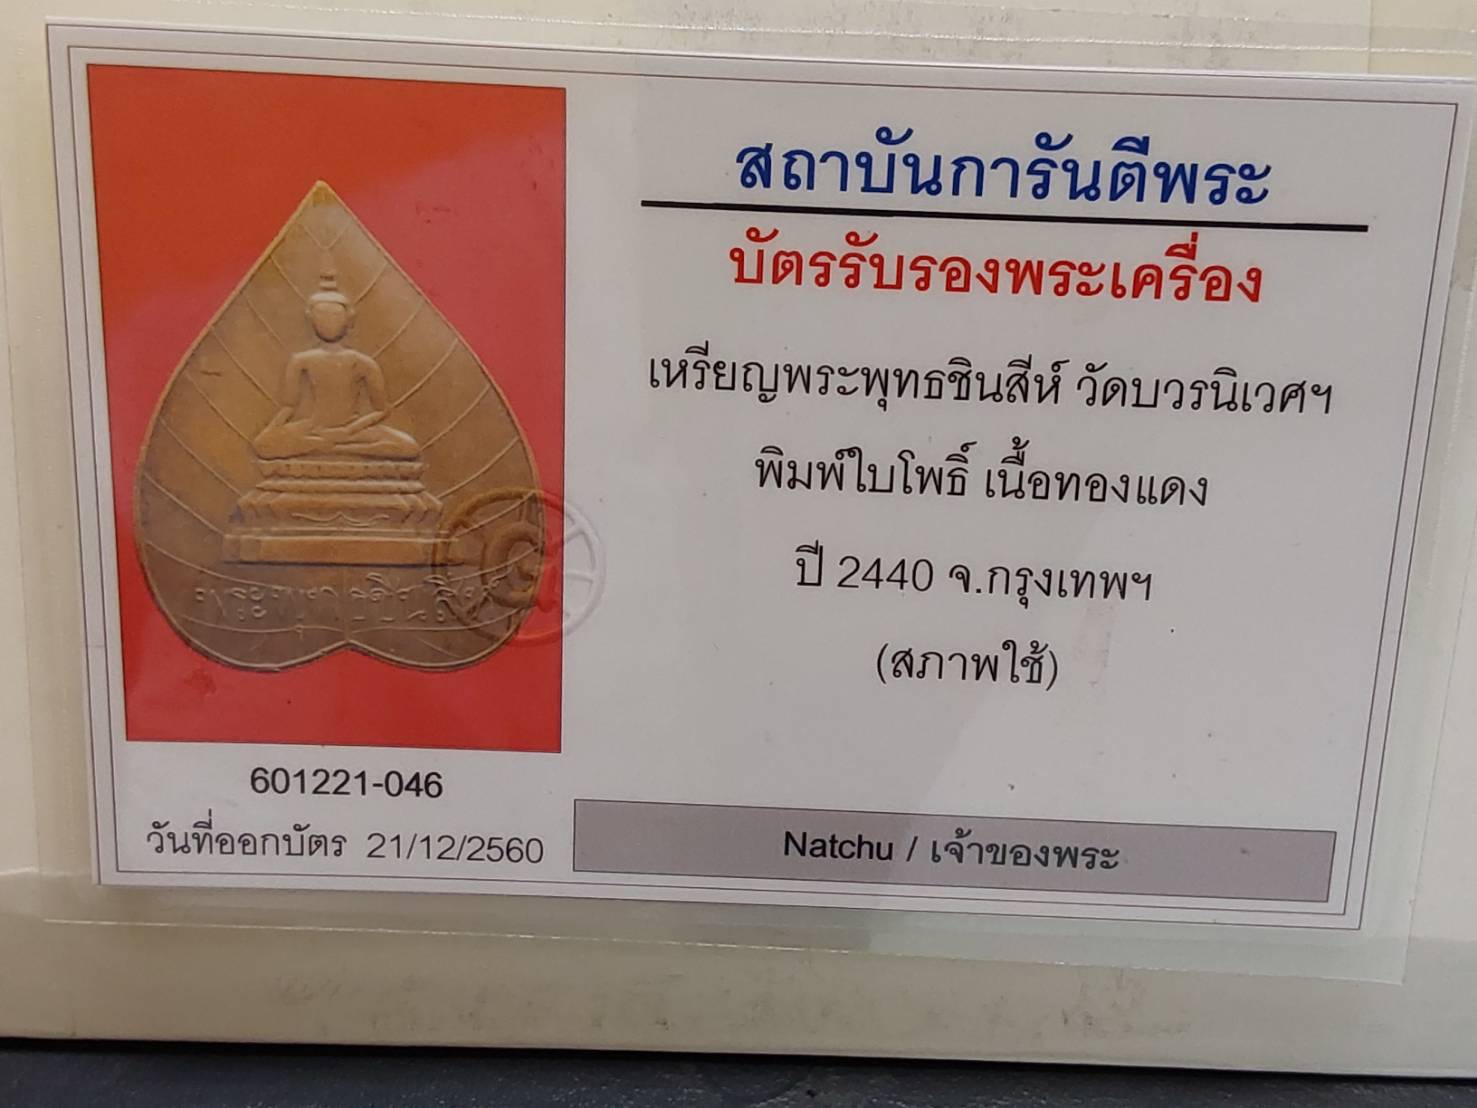 สถาบันการันตีพระ
บัตรรับรองพระเครื่อง
เหรียญพระพุทธชินสีห์ วัดบวรนิเวศฯ
พิมพ์ใบโพธิ์ เนื้อทองแดง
ปี 2440 จ.กรุงเทพฯ
(สภาพใช้)
601221-046
วันที่ออกบัตร 21/12/2560
Natchu / เจ้าของพระ